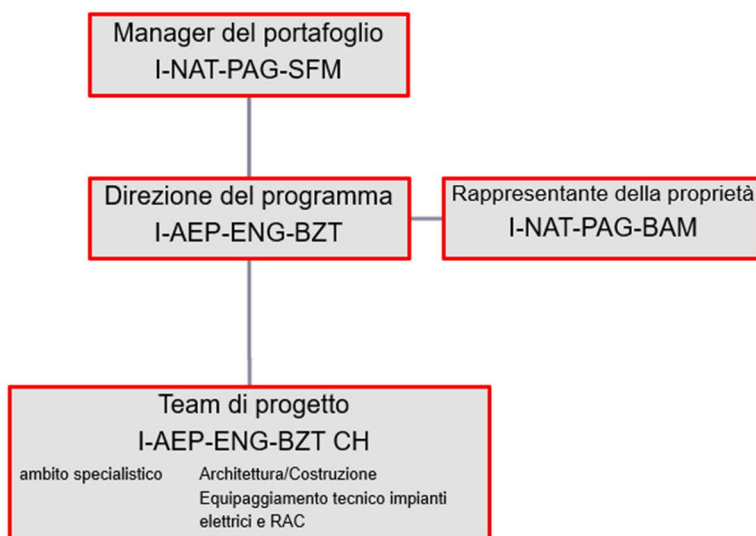 Manager del portafoglio
I-NAT-PAG-SFM
Direzione del programma
I-AEP-ENG-BZT
Rappresentante della proprietà
I-NAT-PAG-BAM
Team di progetto
I-AEP-ENG-BZT CH
ambito specialistico Architettura/Costruzione
Equipaggiamento tecnico impianti
elettrici e RAC